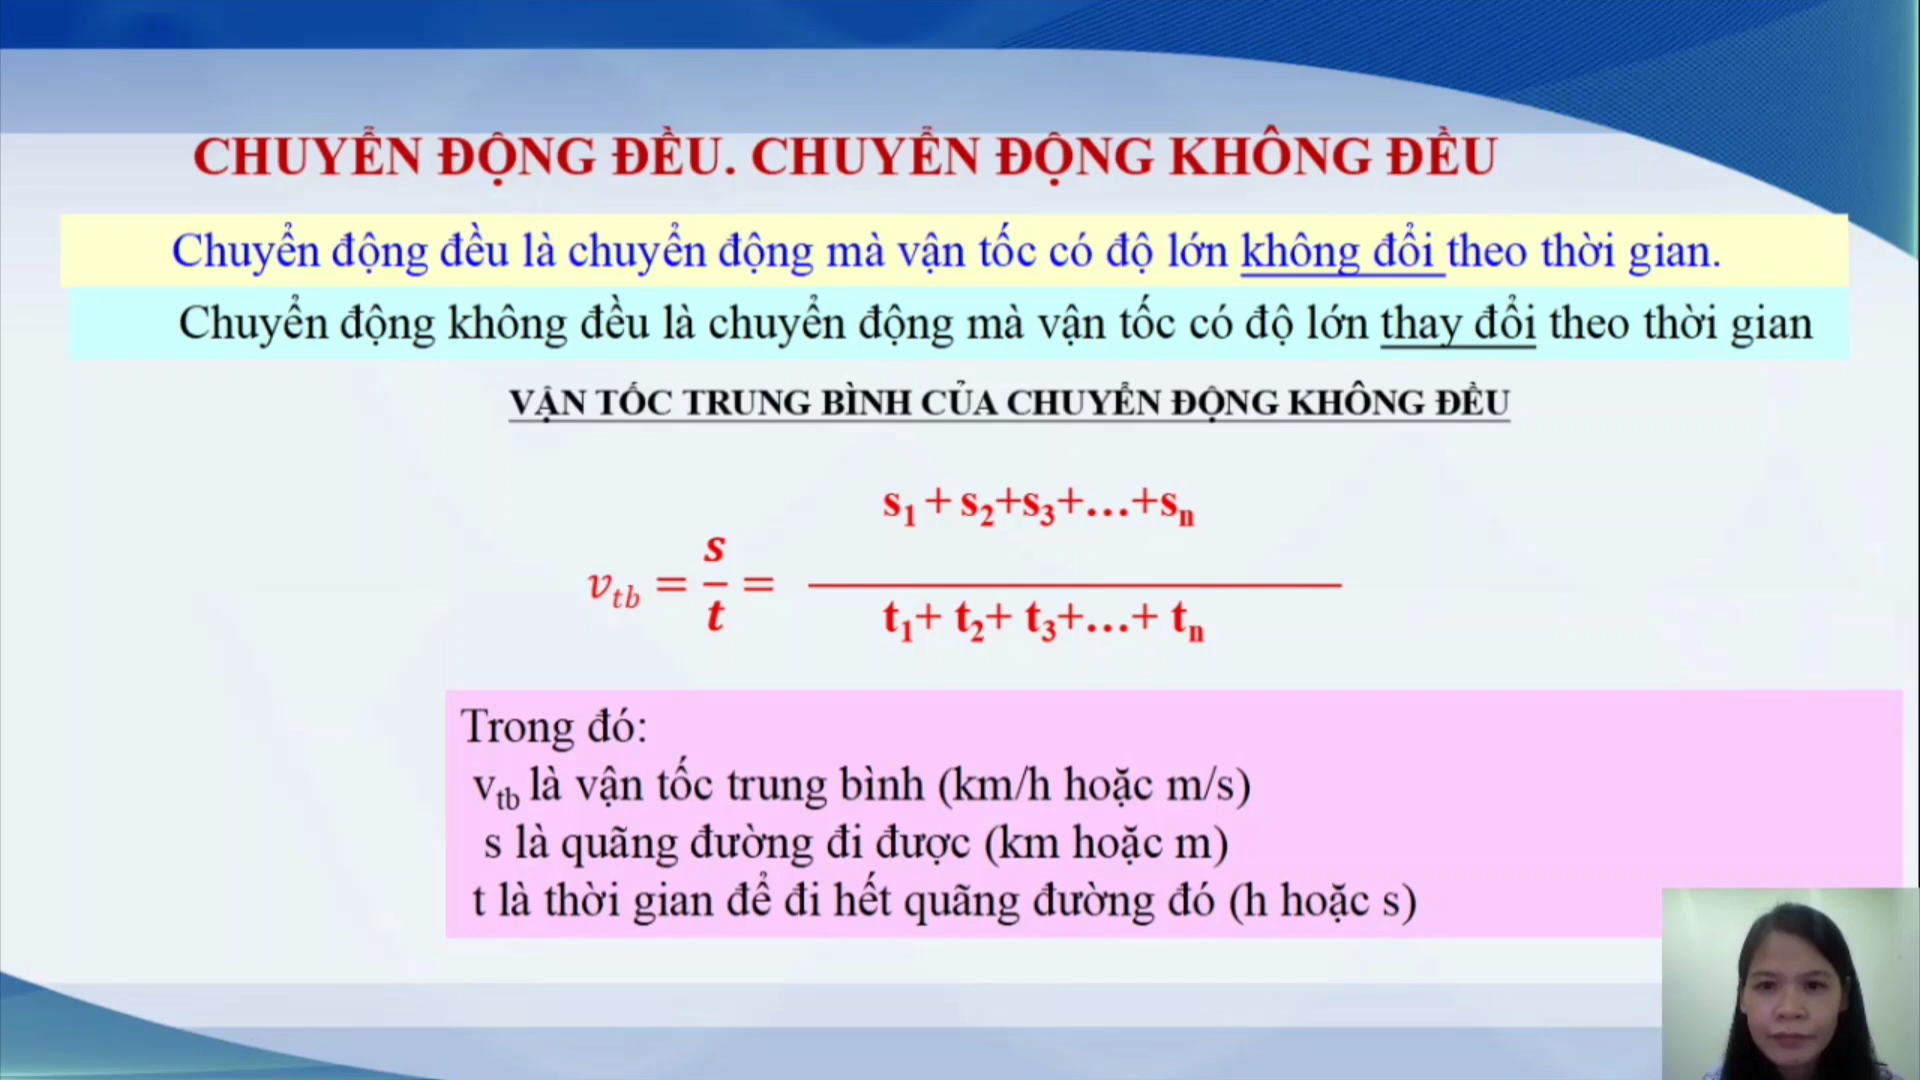 CHUYỂN ĐỘNG ĐỀU. CHUYỂN ĐỘNG KHÔNG ĐỀU
Chuyển động đều là chuyển động mà vận tốc có độ lớn không đổi theo thời gian.
Chuyển động không đều là chuyển động mà vận tốc có độ lớn thay đổi theo thời gian
VẬN TỐC TRUNG BÌNH CỦA CHUYỂN ĐỘNG KHÔNG ĐỀU
s₁ + s₂+s₃+...+sₙ
v_tb = s/t =
t₁+ t₂+ t₃+...+ tₙ
Trong đó:
v_tb là vận tốc trung bình (km/h hoặc m/s)
s là quãng đường đi được (km hoặc m)
t là thời gian để đi hết quãng đường đó (h hoặc s)